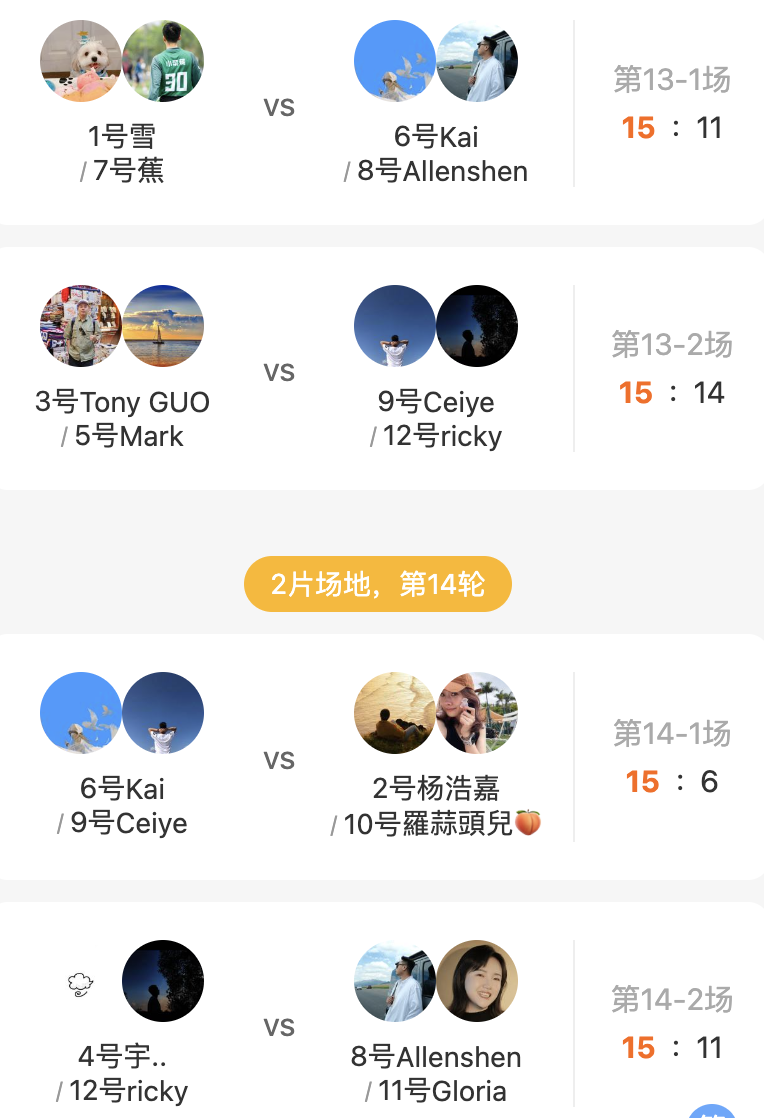 小飛機
30
1号雪
/ 7号蕉
vs
6号Kai
/ 8号Allenshen
第13-1场
15 : 11
3号Tony GUO
/ 5号Mark
vs
9号Ceiye
/ 12号ricky
第13-2场
15 : 14
2片场地，第14轮
6号Kai
/ 9号Ceiye
vs
2号杨浩嘉
/ 10号羅蒜頭兒🍑
第14-1场
15 : 6
4号宇..
/ 12号ricky
vs
8号Allenshen
/ 11号Gloria
第14-2场
15 : 11